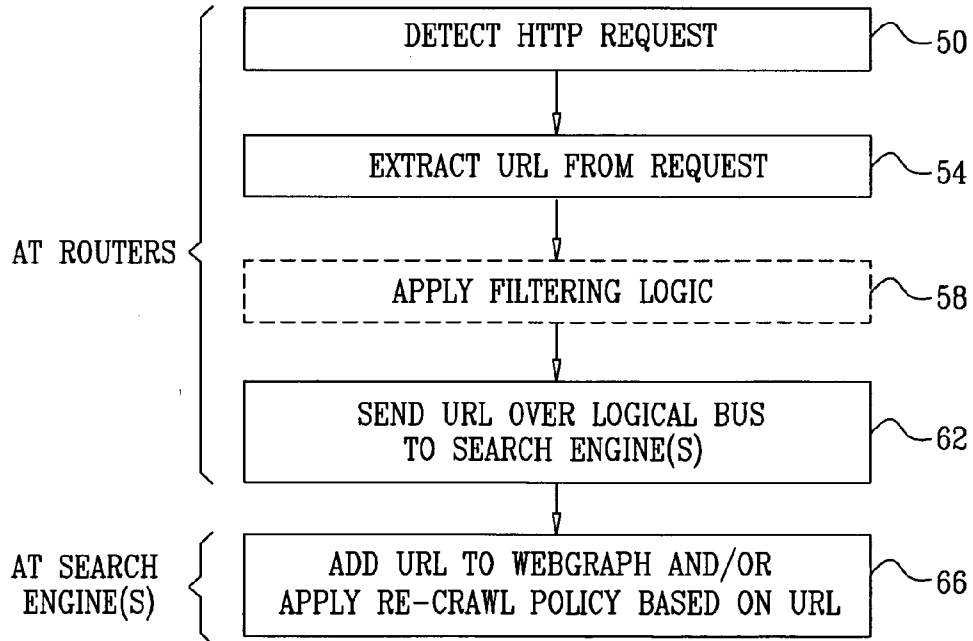 DETECT HTTP REQUEST
50
EXTRACT URL FROM REQUEST
54
AT ROUTERS
APPLY FILTERING LOGIC
58
SEND URL OVER LOGICAL BUS
TO SEARCH ENGINE(S)
62
AT SEARCH
ENGINE(S)
ADD URL TO WEBGRAPH AND/OR
APPLY RE-CRAWL POLICY BASED ON URL
66